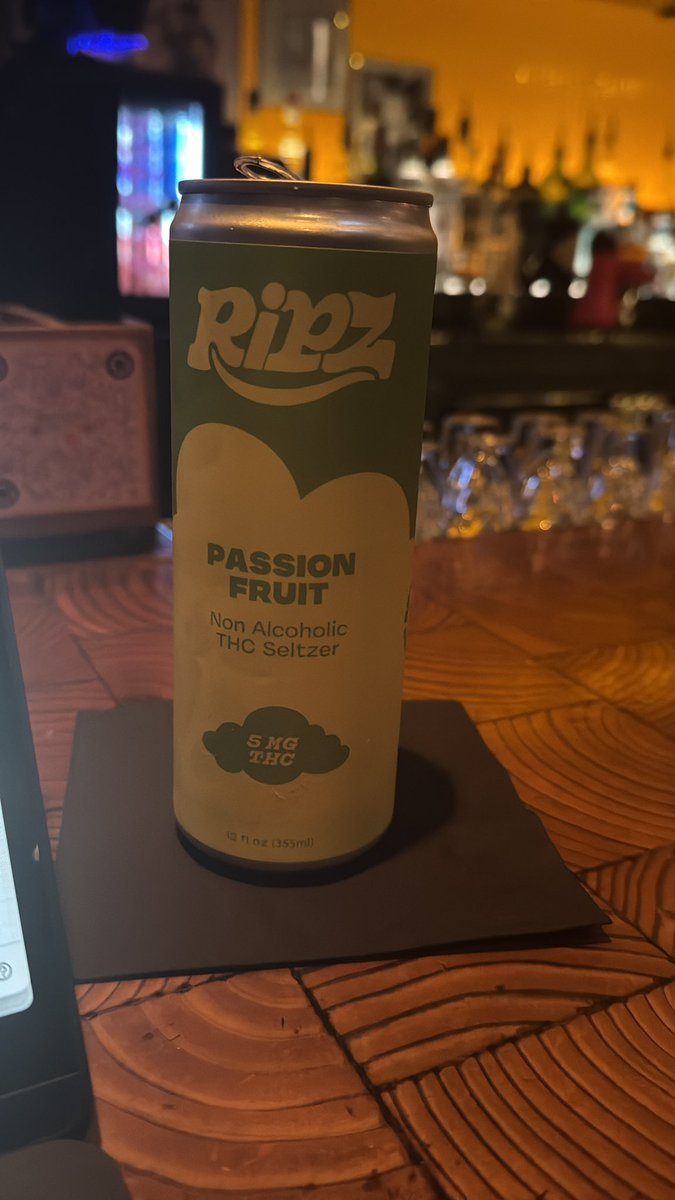 RiPZ
PASSION
FRUIT
Non Alcoholic
THC Seltzer
5 MG
THC
12 fl oz (355ml)